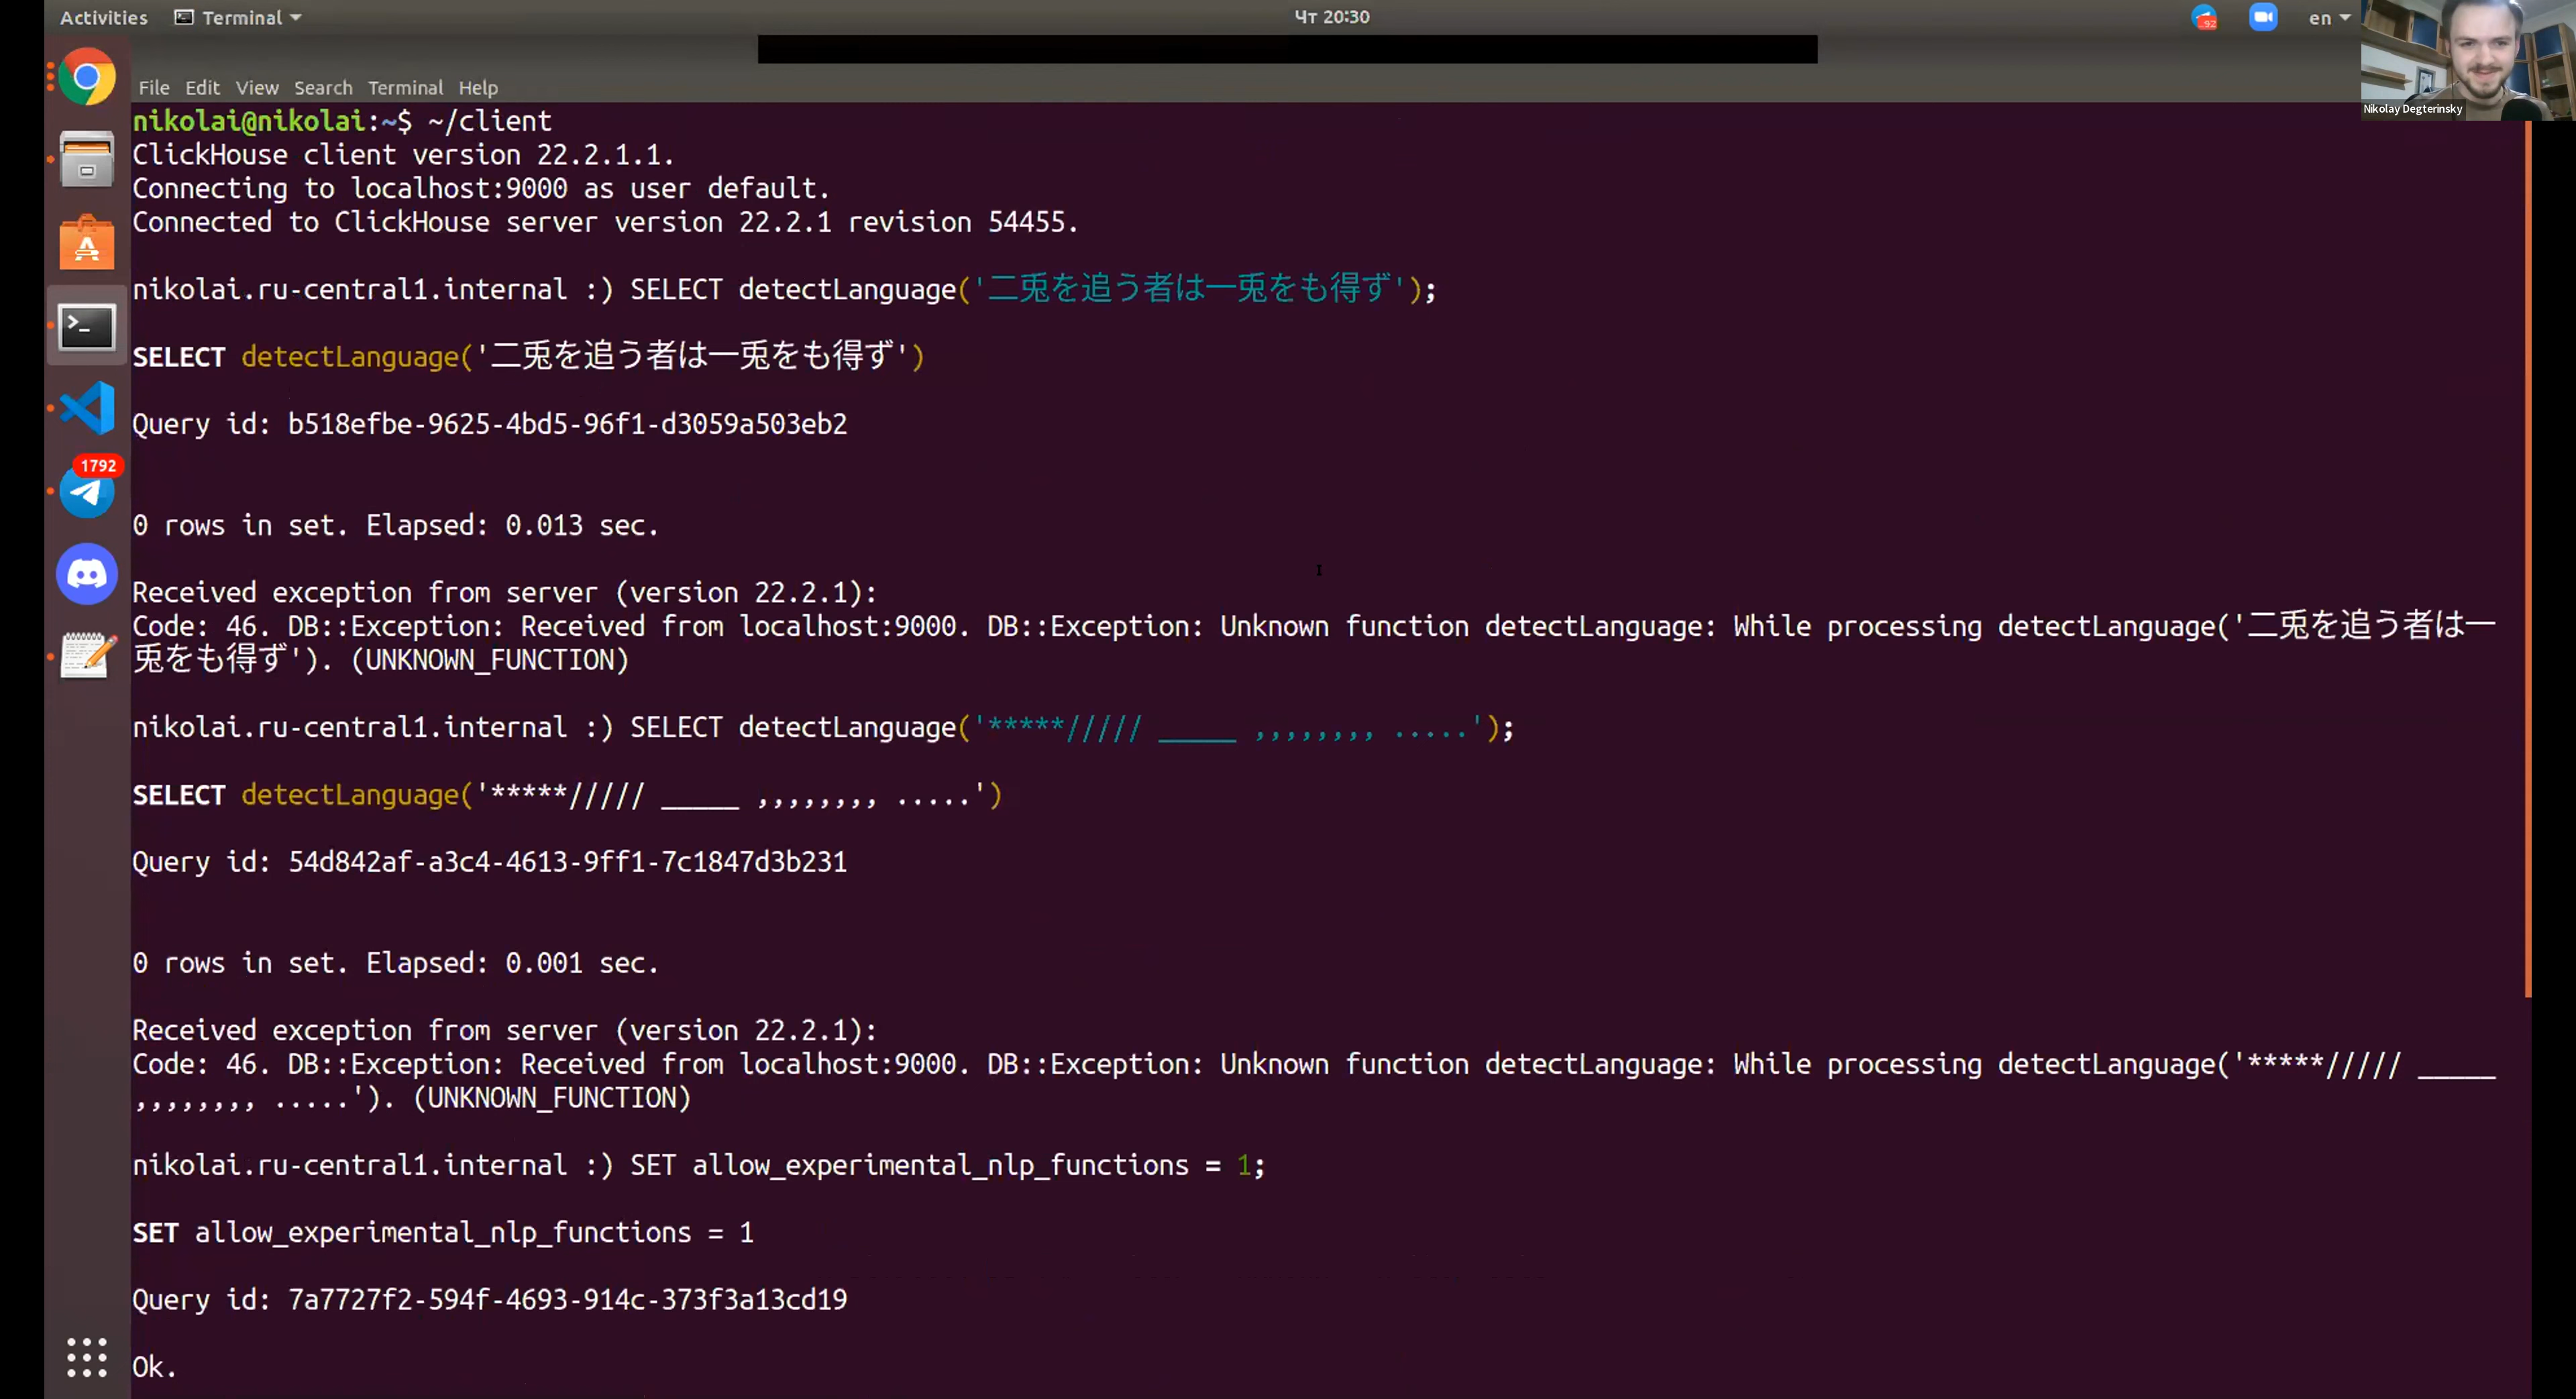 Activities Terminal Чт 20:30 en
92
Nikolay Degterinsky
File Edit View Search Terminal Help
nikolai@nikolai:~$ ~/client
ClickHouse client version 22.2.1.1.
Connecting to localhost:9000 as user default.
Connected to ClickHouse server version 22.2.1 revision 54455.
nikolai.ru-central1.internal :) SELECT detectLanguage('二兎を追う者は一兎をも得ず');
SELECT detectLanguage('二兎を追う者は一兎をも得ず')
Query id: b518efbe-9625-4bd5-96f1-d3059a503eb2
1792
0 rows in set. Elapsed: 0.013 sec.
Received exception from server (version 22.2.1):
Code: 46. DB::Exception: Received from localhost:9000. DB::Exception: Unknown function detectLanguage: While processing detectLanguage('二兎を追う者は一
兎をも得ず'). (UNKNOWN_FUNCTION)
nikolai.ru-central1.internal :) SELECT detectLanguage('*****///// _____ ,,,,,,,, .....');
SELECT detectLanguage('*****///// _____ ,,,,,,,, .....')
Query id: 54d842af-a3c4-4613-9ff1-7c1847d3b231
0 rows in set. Elapsed: 0.001 sec.
Received exception from server (version 22.2.1):
Code: 46. DB::Exception: Received from localhost:9000. DB::Exception: Unknown function detectLanguage: While processing detectLanguage('*****///// _____
,,,,,,,, .....'). (UNKNOWN_FUNCTION)
nikolai.ru-central1.internal :) SET allow_experimental_nlp_functions = 1;
SET allow_experimental_nlp_functions = 1
Query id: 7a7727f2-594f-4693-914c-373f3a13cd19
Ok.